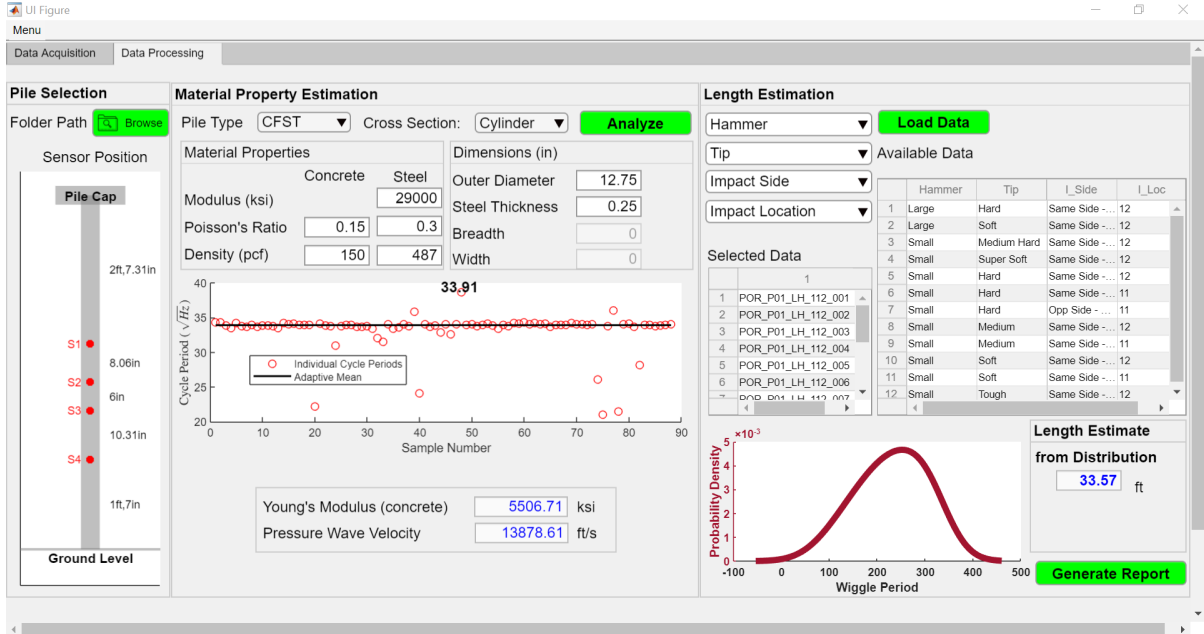 UI Figure
Menu
Data Acquisition Data Processing
Pile Selection
Folder Path Browse
Sensor Position
Pile Cap
2ft,7.31in
S1
8.06in
S2
6in
S3
10.31in
S4
1ft,7in
Ground Level
Material Property Estimation
Pile Type CFST Cross Section: Cylinder Analyze
Material Properties
Concrete Steel
Modulus (ksi) 29000
Poisson's Ratio 0.15 0.3
Density (pcf) 150 487
Dimensions (in)
Outer Diameter 12.75
Steel Thickness 0.25
Breadth 0
Width 0
33.91
Cycle Period (√Hz)
40
35
30
25
20
Individual Cycle Periods
Adaptive Mean
0 10 20 30 40 50 60 70 80 90
Sample Number
Young's Modulus (concrete) 5506.71 ksi
Pressure Wave Velocity 13878.61 ft/s
Length Estimation
Hammer Load Data
Tip Available Data
Impact Side
Impact Location
Selected Data
1
1 POR_P01_LH_112_001
2 POR_P01_LH_112_002
3 POR_P01_LH_112_003
4 POR_P01_LH_112_004
5 POR_P01_LH_112_005
6 POR_P01_LH_112_006
7 POR_P01_LH_112_007
Hammer Tip I_Side I_Loc
1 Large Hard Same Side -... 12
2 Large Soft Same Side -... 12
3 Small Medium Hard Same Side -... 12
4 Small Super Soft Same Side -... 12
5 Small Hard Same Side -... 12
6 Small Hard Same Side -... 11
7 Small Hard Opp Side - ... 11
8 Small Medium Same Side -... 12
9 Small Medium Same Side -... 11
10 Small Soft Same Side -... 12
11 Small Soft Same Side -... 11
12 Small Tough Same Side -... 12
×10-3
Probability Density
5
4
3
2
1
0
-100 0 100 200 300 400 500
Wiggle Period
Length Estimate
from Distribution
33.57 ft
Generate Report